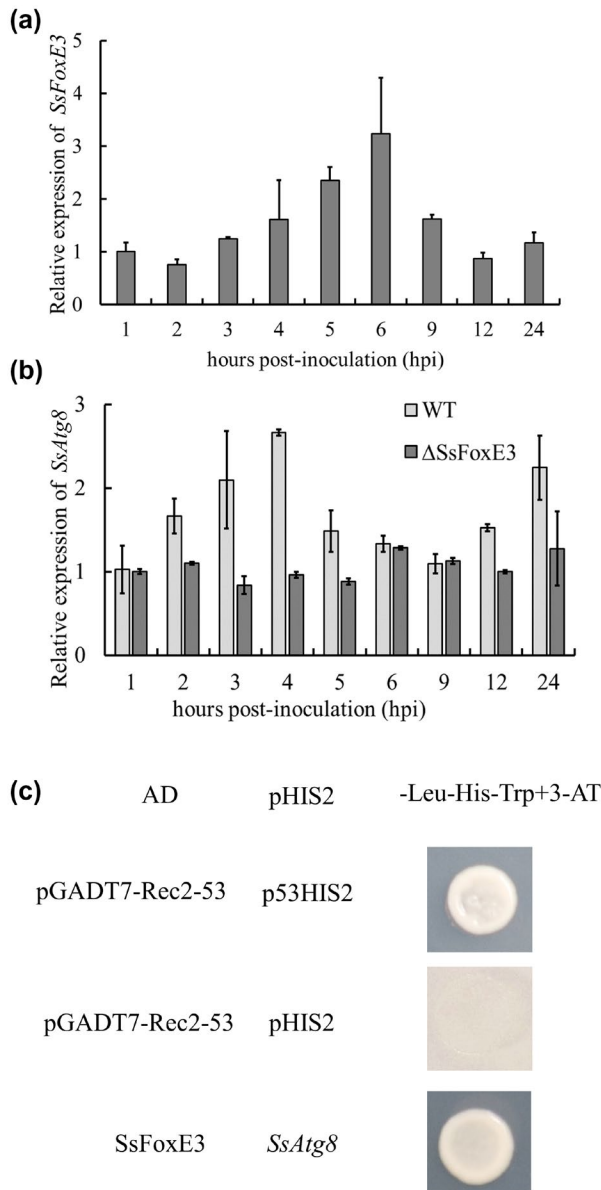 (a)
Relative expression of SsFoxE3
5
4
3
2
1
0
1 2 3 4 5 6 9 12 24
hours post-inoculation (hpi)
(b)
Relative expression of SsAtg8
3
2
1
0
WT
ΔSsFoxE3
1 2 3 4 5 6 9 12 24
hours post-inoculation (hpi)
(c)
AD pHIS2 -Leu-His-Trp+3-AT
pGADT7-Rec2-53 p53HIS2
pGADT7-Rec2-53 pHIS2
SsFoxE3 SsAtg8